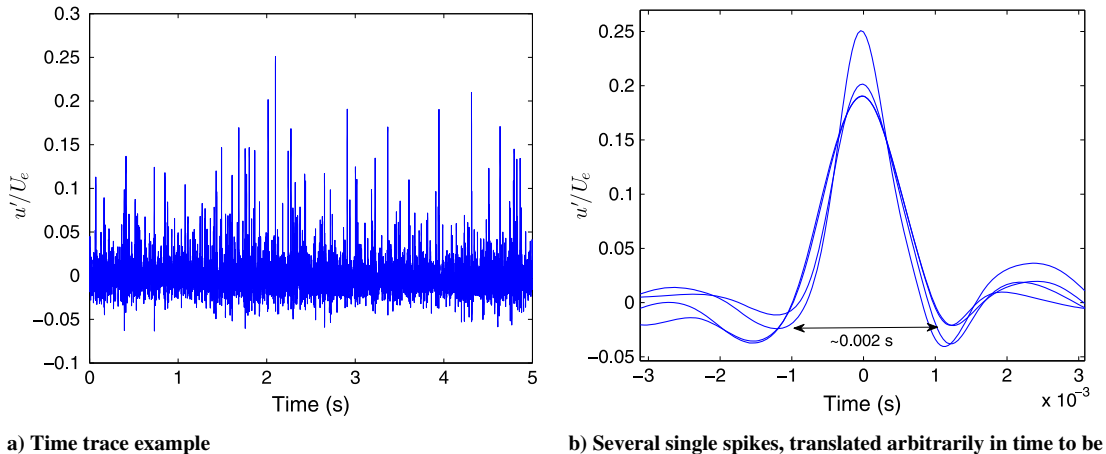 0.3
0.25
0.2
0.15
0.1
0.05
0
−0.05
−0.1
u′/U_e
0 1 2 3 4 5
Time (s)
a) Time trace example
0.25
0.2
0.15
0.1
0.05
0
−0.05
u′/U_e
~0.002 s
−3 −2 −1 0 1 2 3
x 10⁻³
Time (s)
b) Several single spikes, translated arbitrarily in time to be